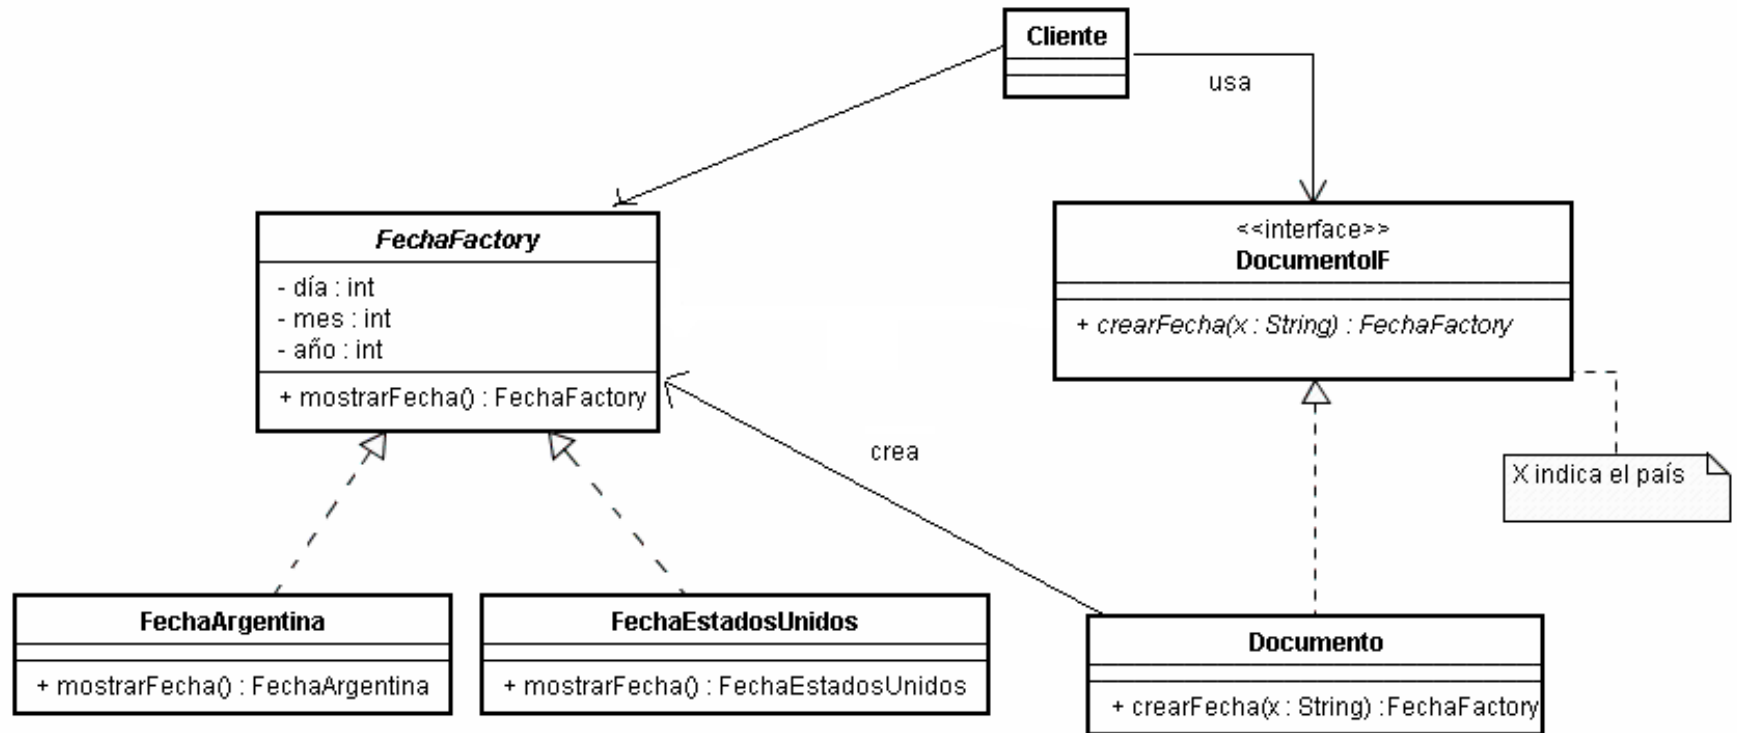 Cliente
usa
FechaFactory
- día : int
- mes : int
- año : int
+ mostrarFecha() : FechaFactory
<<interface>>
DocumentoIF
+ crearFecha(x : String) : FechaFactory
crea
X indica el país
FechaArgentina
+ mostrarFecha() : FechaArgentina
FechaEstadosUnidos
+ mostrarFecha() : FechaEstadosUnidos
Documento
+ crearFecha(x : String) :FechaFactory